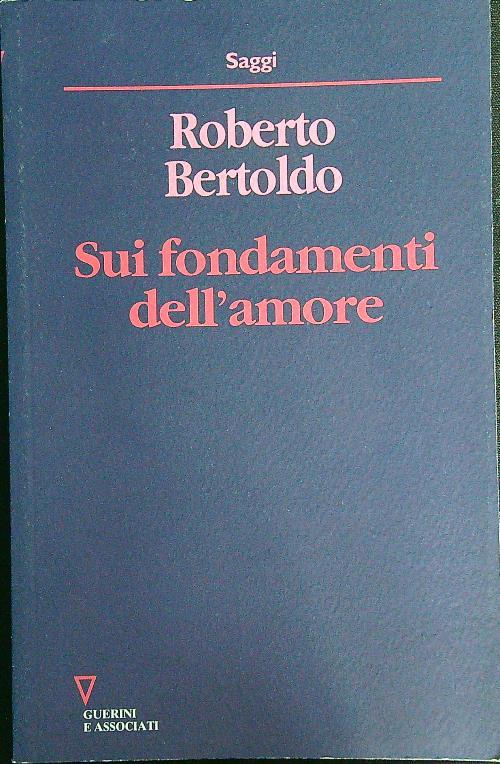 Saggi
Roberto
Bertoldo
Sui fondamenti
dell'amore
GUERINI
E ASSOCIATI